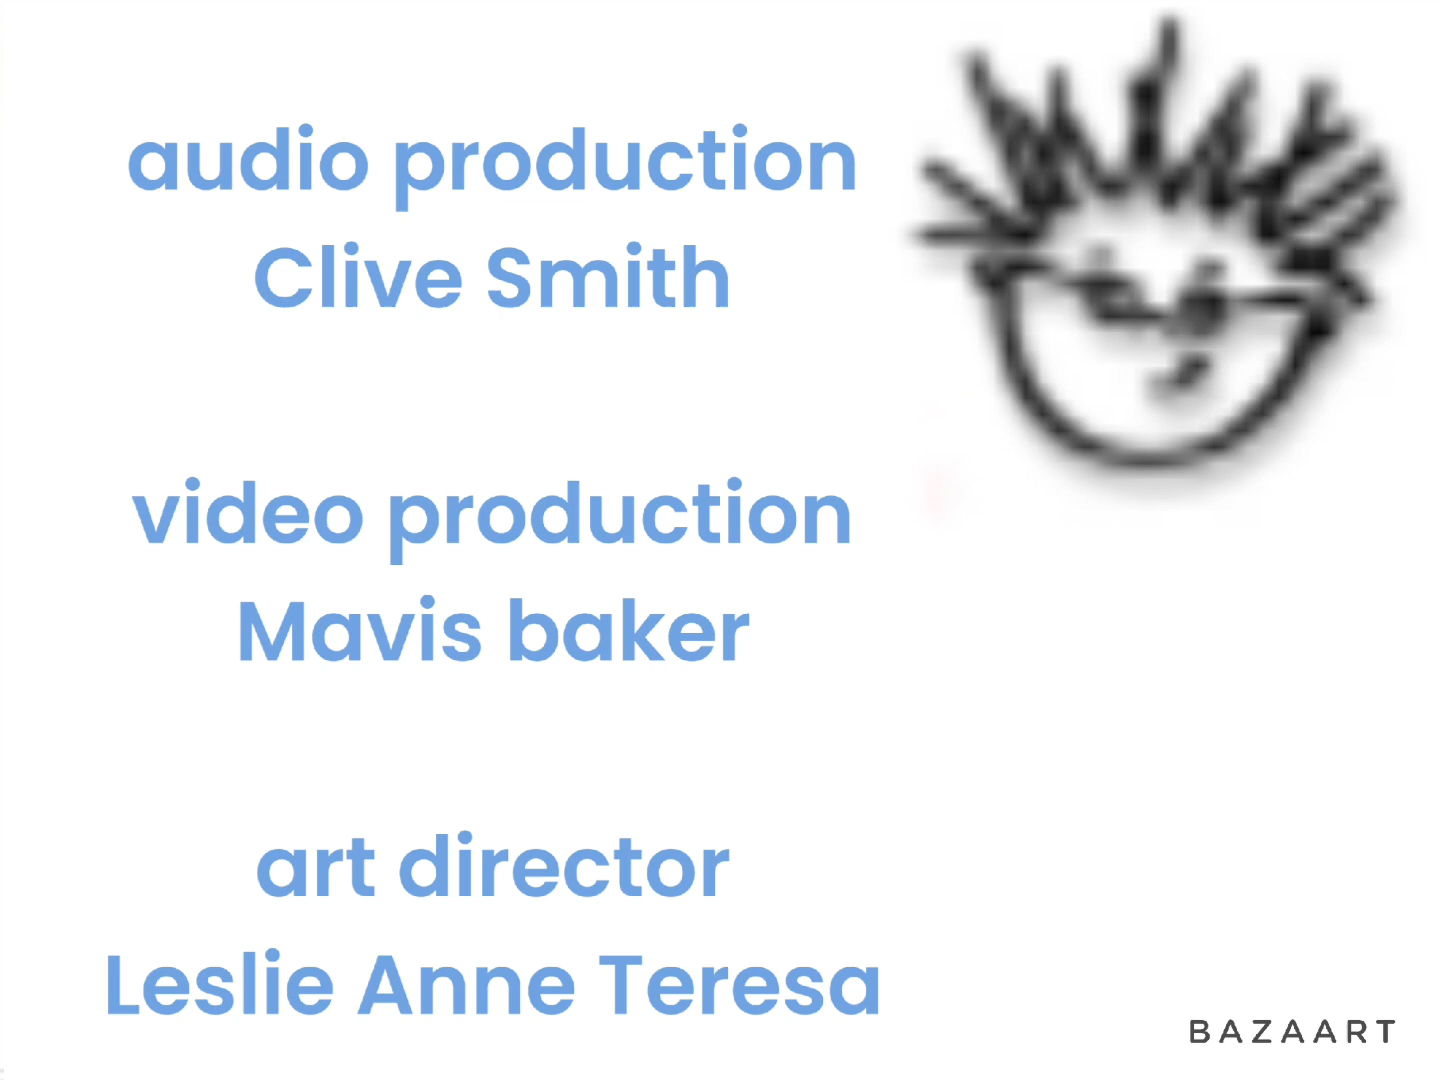 audio production
Clive Smith
video production
Mavis baker
art director
Leslie Anne Teresa
BAZAART